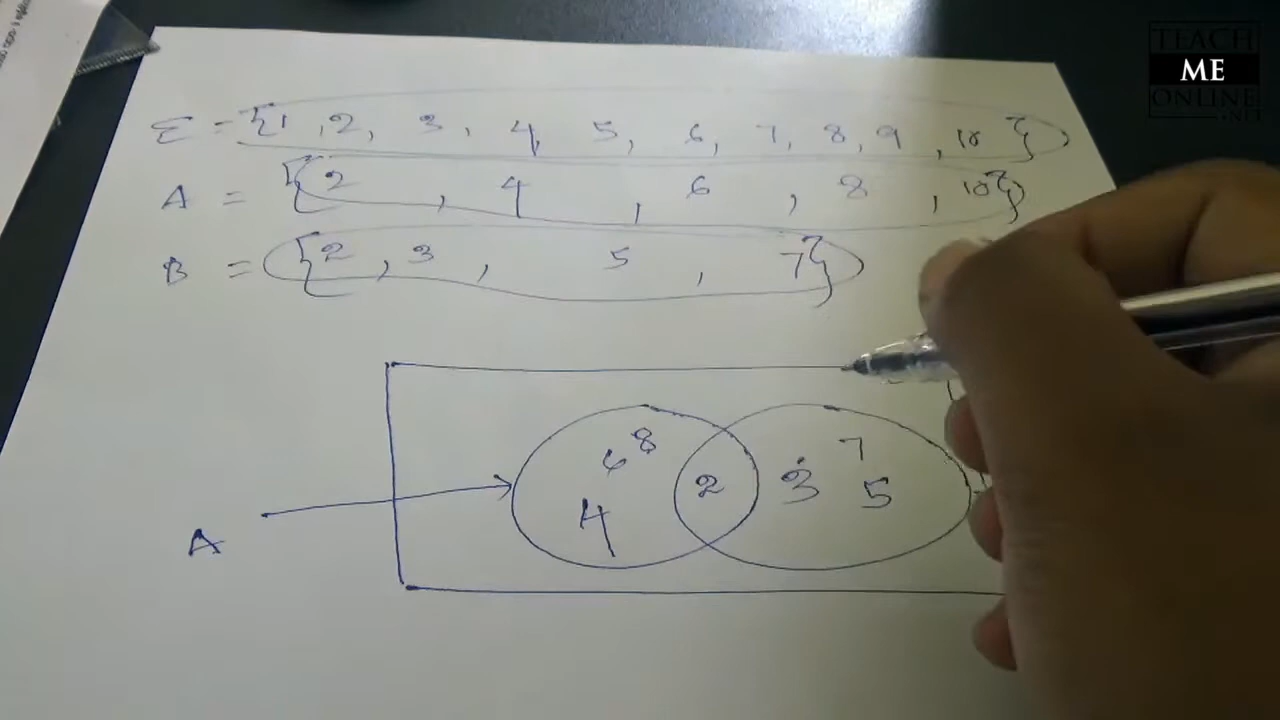 TEACH
ME
ONLINE
.NET
Ɛ = {1, 2, 3, 4, 5, 6, 7, 8, 9, 10}
A = {2, 4, 6, 8, 10}
B = {2, 3, 5, 7}
8 7
6
2 3 5
4
A